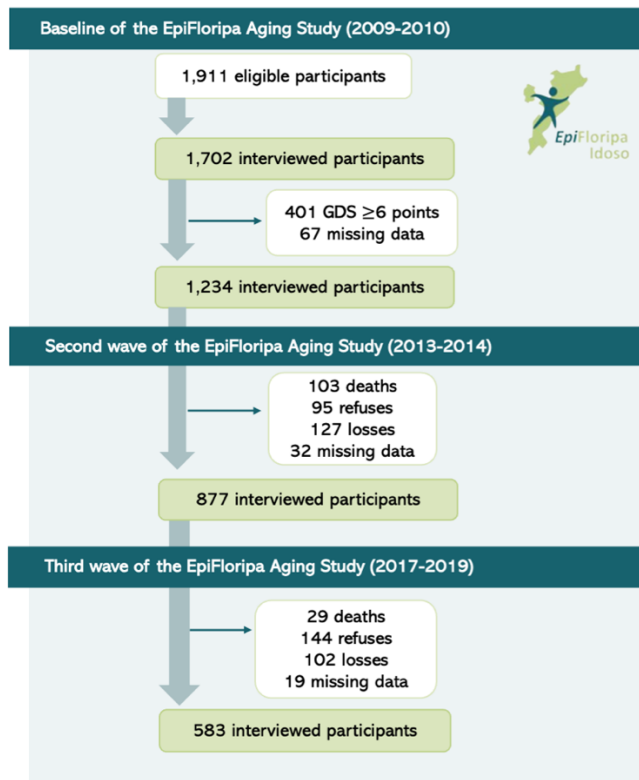 Baseline of the EpiFloripa Aging Study (2009-2010)
1,911 eligible participants
EpiFloripa
Idoso
1,702 interviewed participants
401 GDS ≥6 points
67 missing data
1,234 interviewed participants
Second wave of the EpiFloripa Aging Study (2013-2014)
103 deaths
95 refuses
127 losses
32 missing data
877 interviewed participants
Third wave of the EpiFloripa Aging Study (2017-2019)
29 deaths
144 refuses
102 losses
19 missing data
583 interviewed participants